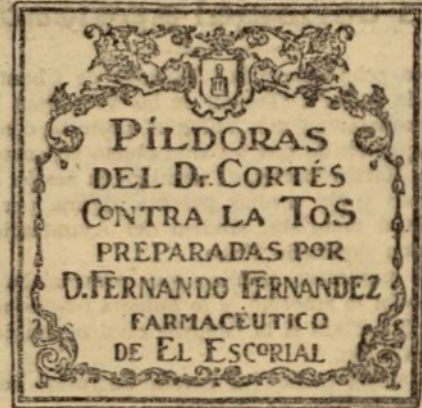 PÍLDORAS
DEL Dr. CORTÉS
CONTRA LA TOS
PREPARADAS POR
D. FERNANDO FERNANDEZ
FARMACÉUTICO
DE EL ESCORIAL